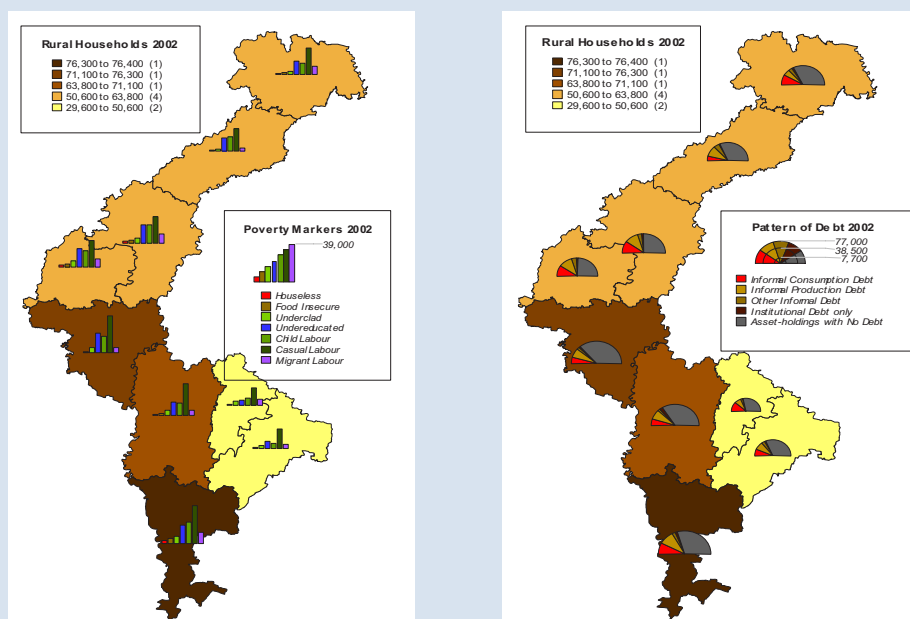 Rural Households 2002
76,300 to 76,400 (1)
71,100 to 76,300 (1)
63,800 to 71,100 (1)
50,600 to 63,800 (4)
29,600 to 50,600 (2)
Poverty Markers 2002
39,000
Houseless
Food Insecure
Underclad
Undereducated
Child Labour
Casual Labour
Migrant Labour
Rural Households 2002
76,300 to 76,400 (1)
71,100 to 76,300 (1)
63,800 to 71,100 (1)
50,600 to 63,800 (4)
29,600 to 50,600 (2)
Pattern of Debt 2002
77,000
38,500
7,700
Informal Consumption Debt
Informal Production Debt
Other Informal Debt
Institutional Debt only
Asset-holdings with No Debt